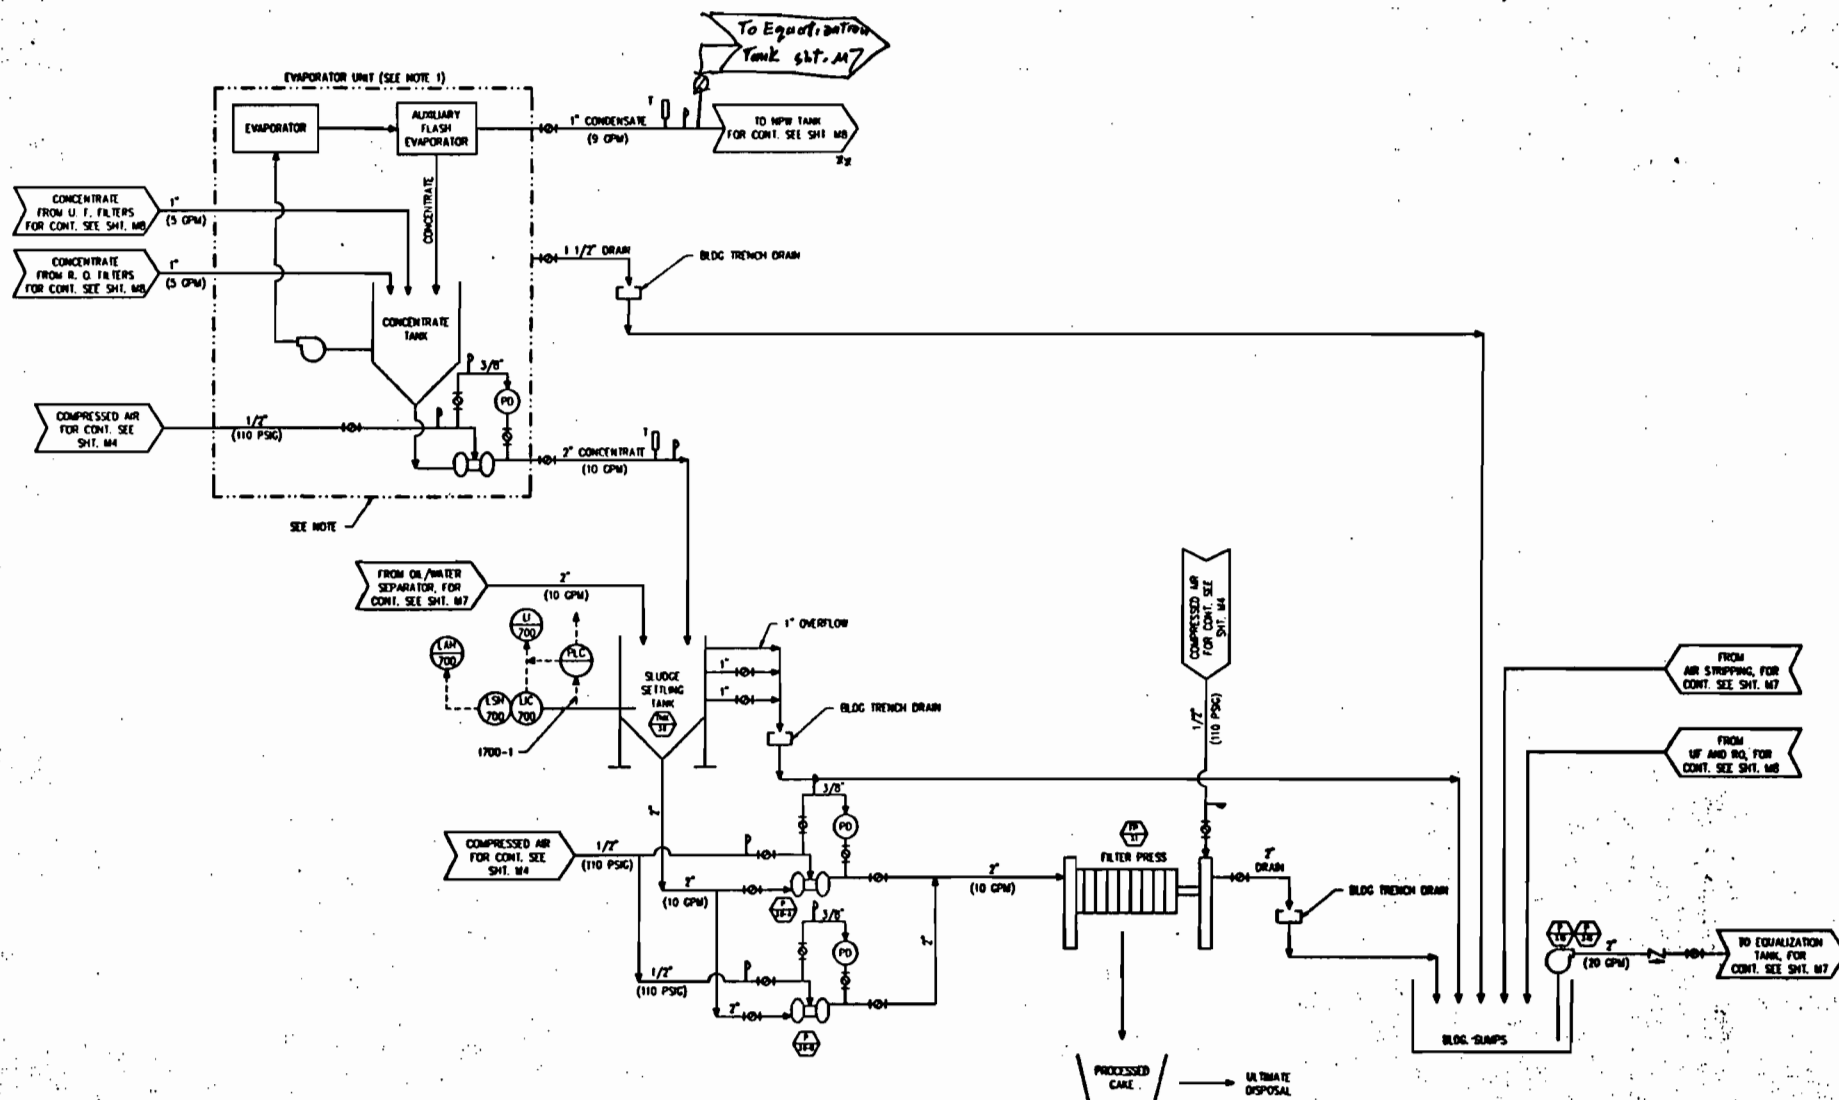 To Equalization
Tank sht. M7
EVAPORATOR UNIT (SEE NOTE 1)
EVAPORATOR
AUXILIARY
FLASH
EVAPORATOR
T
1" CONDENSATE
(9 GPM)
TO NPW TANK
FOR CONT. SEE SHT M8
CONCENTRATE
CONCENTRATE
FROM U. F. FILTERS
FOR CONT. SEE SHT. M8
1"
(5 GPM)
CONCENTRATE
FROM R. O. FILTERS
FOR CONT. SEE SHT. M8
1"
(5 GPM)
1 1/2" DRAIN
BLDG TRENCH DRAIN
CONCENTRATE
TANK
3/8"
PD
COMPRESSED AIR
FOR CONT. SEE
SHT. M4
1/2"
(110 PSIG)
T
2" CONCENTRATE
(10 GPM)
SEE NOTE
FROM OIL/WATER
SEPARATOR, FOR
CONT. SEE SHT. M7
2"
(10 GPM)
LI
700
LAH
700
PLC
LSH
700
LIC
700
1700-1
SLUDGE
SETTLING
TANK
1" OVERFLOW
1"
1"
BLDG TRENCH DRAIN
COMPRESSED AIR
FOR CONT. SEE
SHT. M4
1/2"
(110 PSIG)
FROM
AIR STRIPPING, FOR
CONT. SEE SHT. M7
FROM
UF AND RO, FOR
CONT. SEE SHT. M8
2"
3/8"
PD
COMPRESSED AIR
FOR CONT. SEE
SHT. M4
1/2"
(110 PSIG)
2"
(10 GPM)
P
2"
(10 GPM)
FILTER PRESS
2"
DRAIN
BLDG TRENCH DRAIN
3/8"
PD
2"
1/2"
(110 PSIG)
2"
P
2"
(20 GPM)
TO EQUALIZATION
TANK, FOR
CONT. SEE SHT. M7
BLDG. SUMPS
PROCESSED
CAKE
ULTIMATE
DISPOSAL